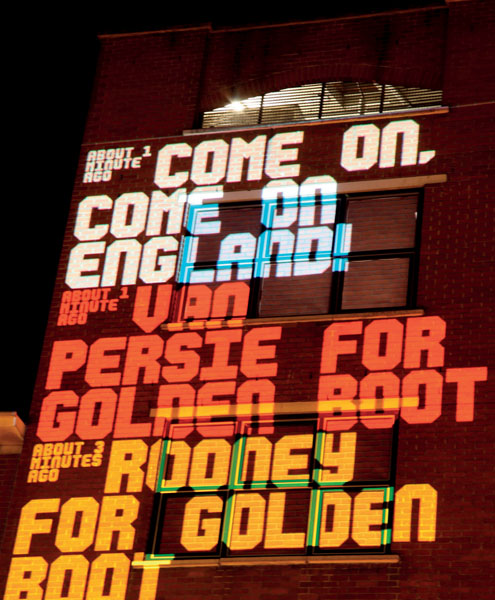 ABOUT 1
MINUTE
AGO
COME ON,
COME ON
ENGLAND!
ABOUT 1
MINUTE
AGO
VAN
PERSIE FOR
GOLDEN BOOT
ABOUT 3
MINUTES
AGO
ROONEY
FOR GOLDEN
BOOT